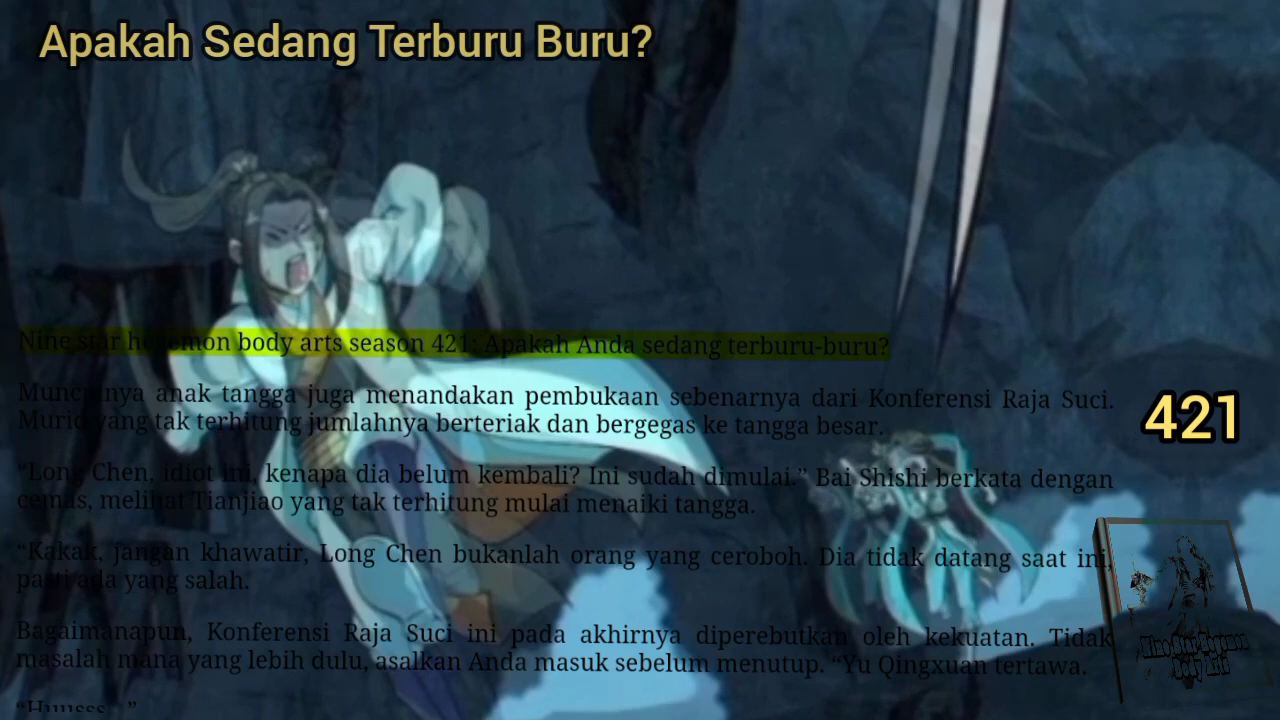 Apakah Sedang Terburu Buru?
Nine star hegemon body arts season 421: Apakah Anda sedang terburu-buru?
Munculnya anak tangga juga menandakan pembukaan sebenarnya dari Konferensi Raja Suci.
Murid yang tak terhitung jumlahnya berteriak dan bergegas ke tangga besar.
421
“Long Chen, idiot ini, kenapa dia belum kembali? Ini sudah dimulai.” Bai Shishi berkata dengan
cemas, melihat Tianjiao yang tak terhitung mulai menaiki tangga.
“Kakak, jangan khawatir, Long Chen bukanlah orang yang ceroboh. Dia tidak datang saat ini,
pasti ada yang salah.
Bagaimanapun, Konferensi Raja Suci ini pada akhirnya diperebutkan oleh kekuatan. Tidak
masalah mana yang lebih dulu, asalkan Anda masuk sebelum menutup. “Yu Qingxuan tertawa.